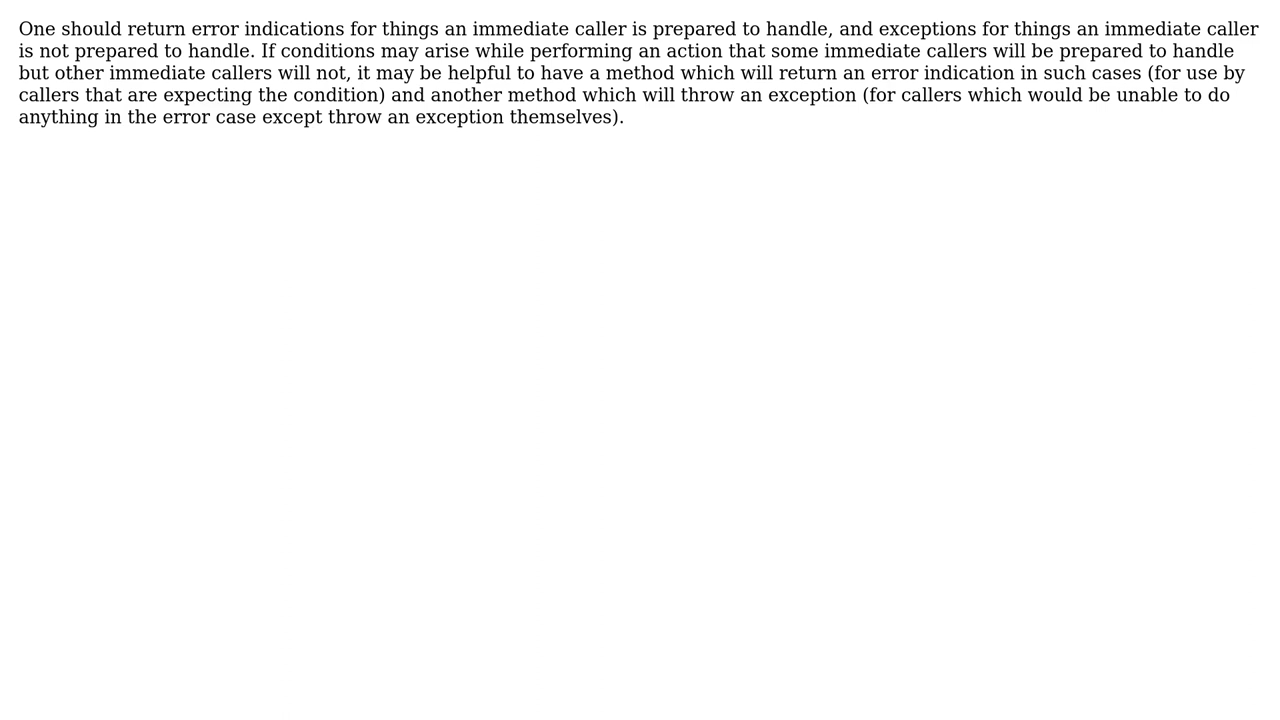 One should return error indications for things an immediate caller is prepared to handle, and exceptions for things an immediate caller
is not prepared to handle. If conditions may arise while performing an action that some immediate callers will be prepared to handle
but other immediate callers will not, it may be helpful to have a method which will return an error indication in such cases (for use by
callers that are expecting the condition) and another method which will throw an exception (for callers which would be unable to do
anything in the error case except throw an exception themselves).